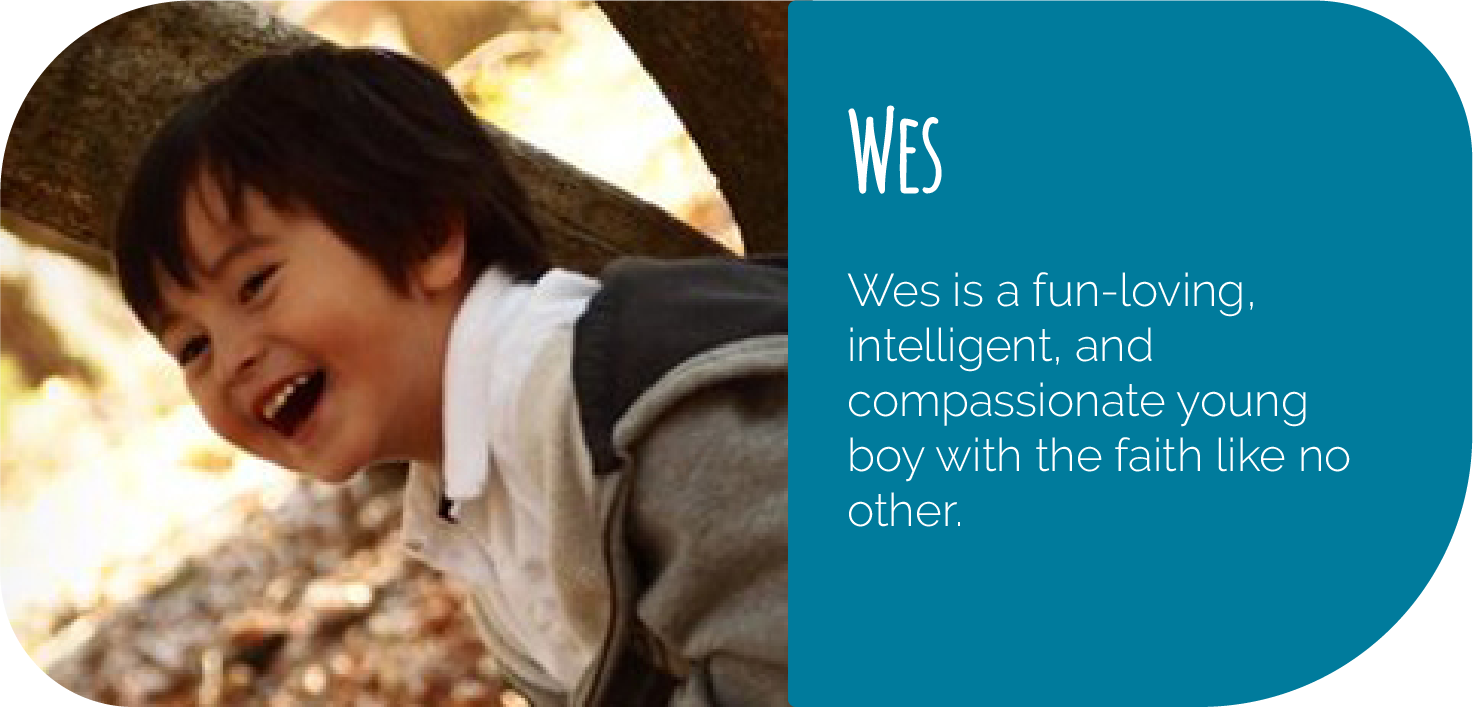 Wes
Wes is a fun-loving,
intelligent, and
compassionate young
boy with the faith like no
other.